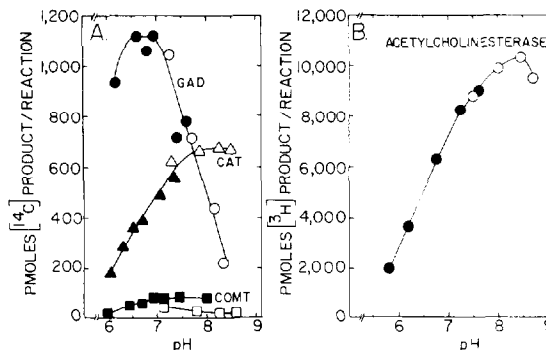 A.
PMOLES [¹⁴C] PRODUCT/REACTION
1,200
1,000
800
600
400
200
GAD
CAT
COMT
6 7 8 9
pH
B.
PMOLES [³H] PRODUCT/REACTION
12,000
10,000
8,000
6,000
4,000
2,000
ACETYLCHOLINESTERASE
6 7 8 9
pH